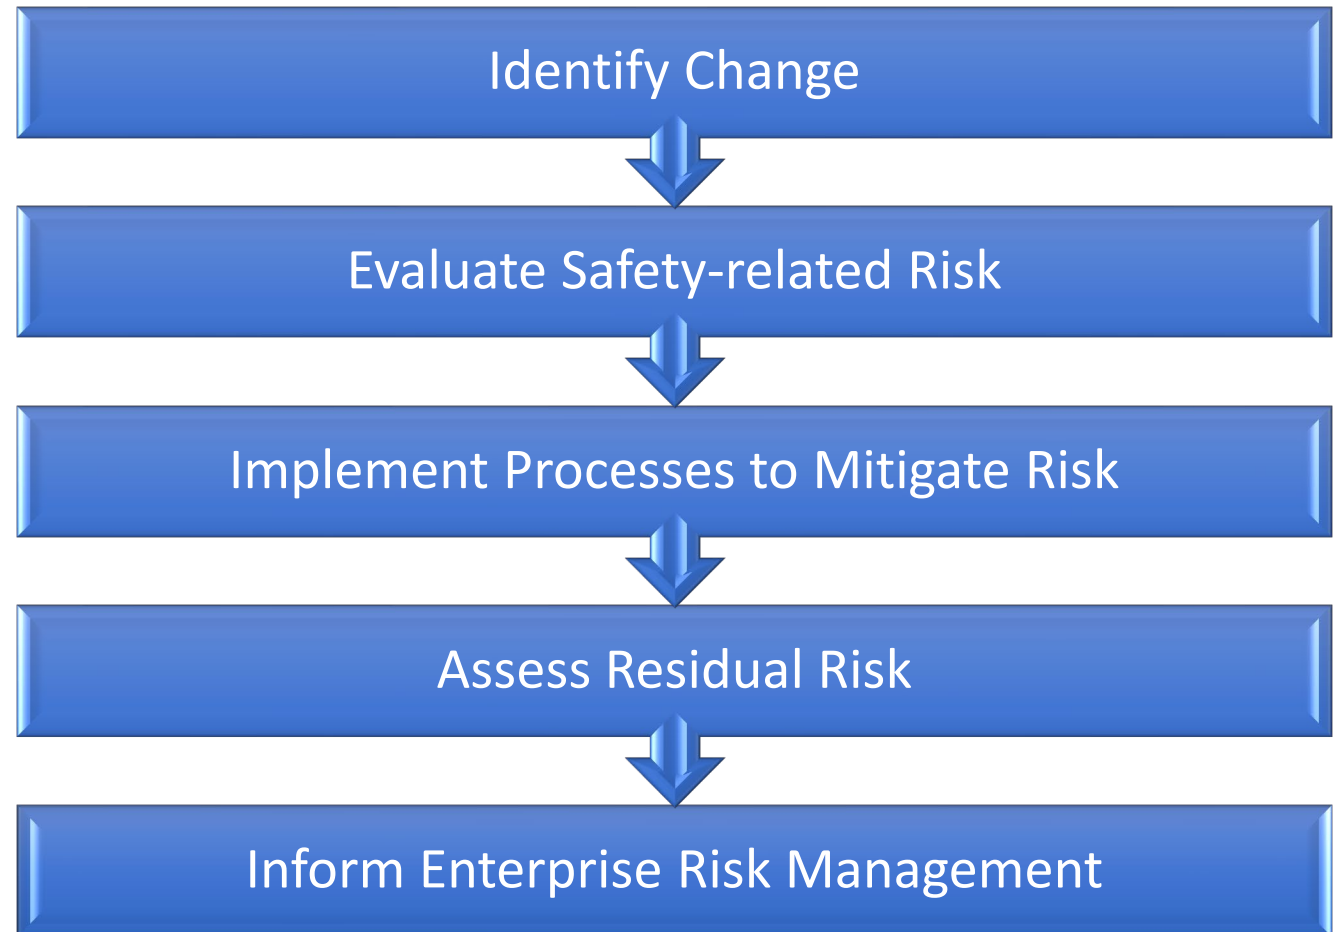 Identify Change
Evaluate Safety-related Risk
Implement Processes to Mitigate Risk
Assess Residual Risk
Inform Enterprise Risk Management